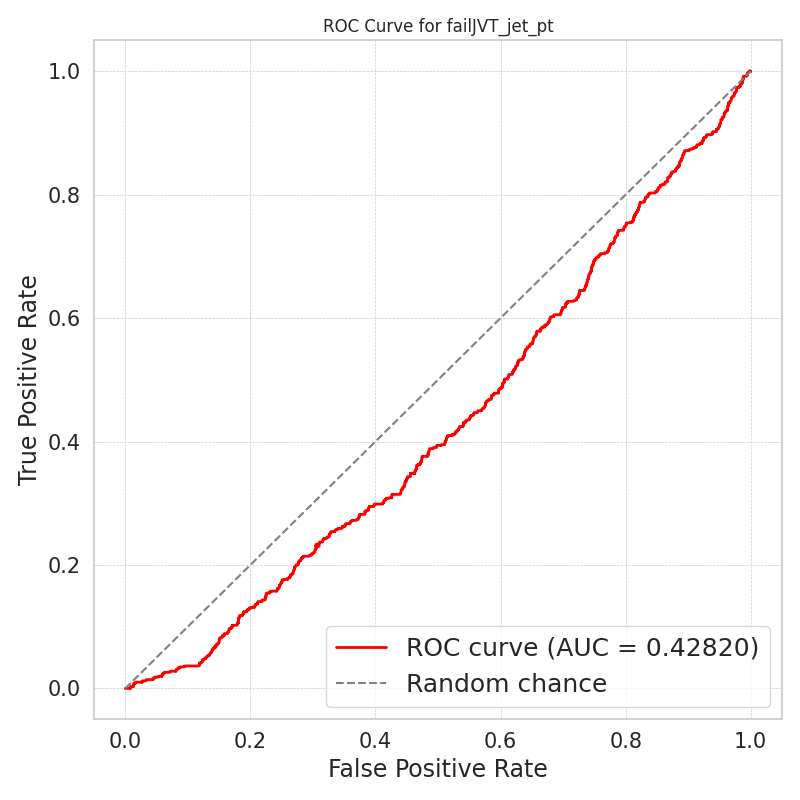 ROC Curve for failJVT_jet_pt
1.0
0.8
0.6
0.4
0.2
0.0
True Positive Rate
ROC curve (AUC = 0.42820)
Random chance
0.0 0.2 0.4 0.6 0.8 1.0
False Positive Rate